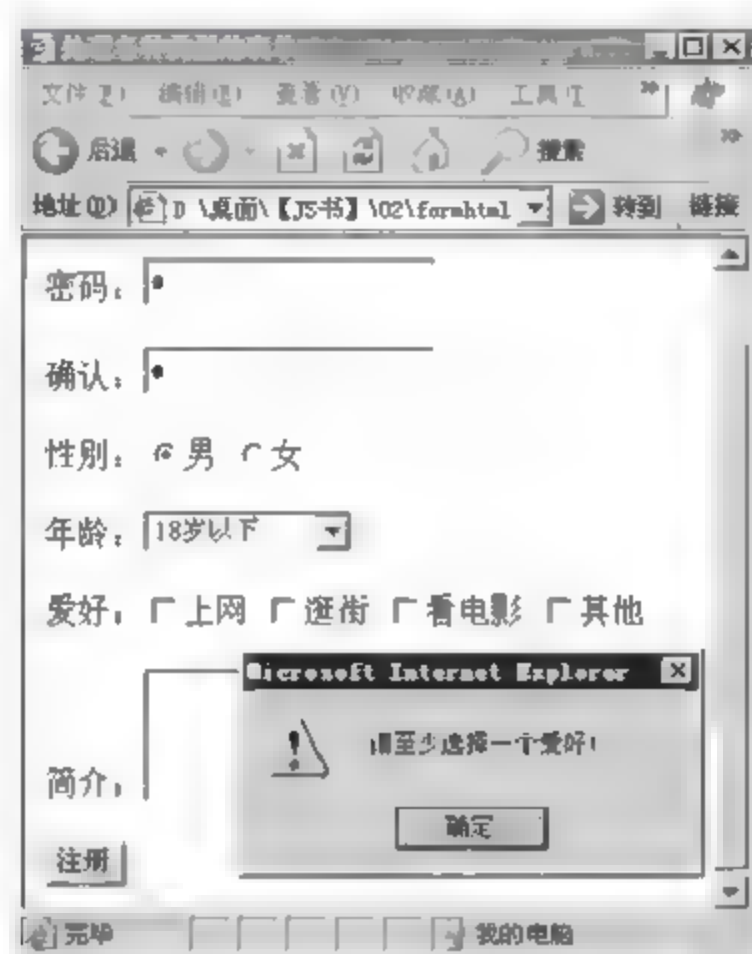 文件(F) 编辑(E) 查看(V) 收藏(A) 工具(T »
后退 搜索 »
地址(D) D \桌面\【JS书】\02\formhtml 转到 链接
密码：
确认：
性别： 男 女
年龄： 18岁以下
爱好： 上网 逛街 看电影 其他
Microsoft Internet Explorer
请至少选择一个爱好!
简介：
确定
注册
完毕 我的电脑